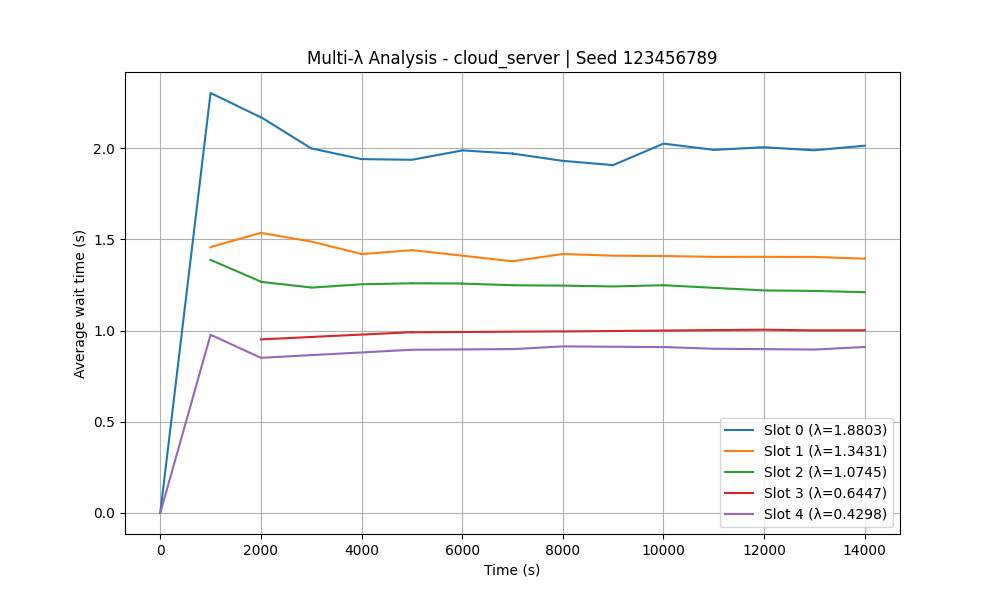 Multi-λ Analysis - cloud_server | Seed 123456789
Average wait time (s)
2.0
1.5
1.0
0.5
0.0
Slot 0 (λ=1.8803)
Slot 1 (λ=1.3431)
Slot 2 (λ=1.0745)
Slot 3 (λ=0.6447)
Slot 4 (λ=0.4298)
0 2000 4000 6000 8000 10000 12000 14000
Time (s)